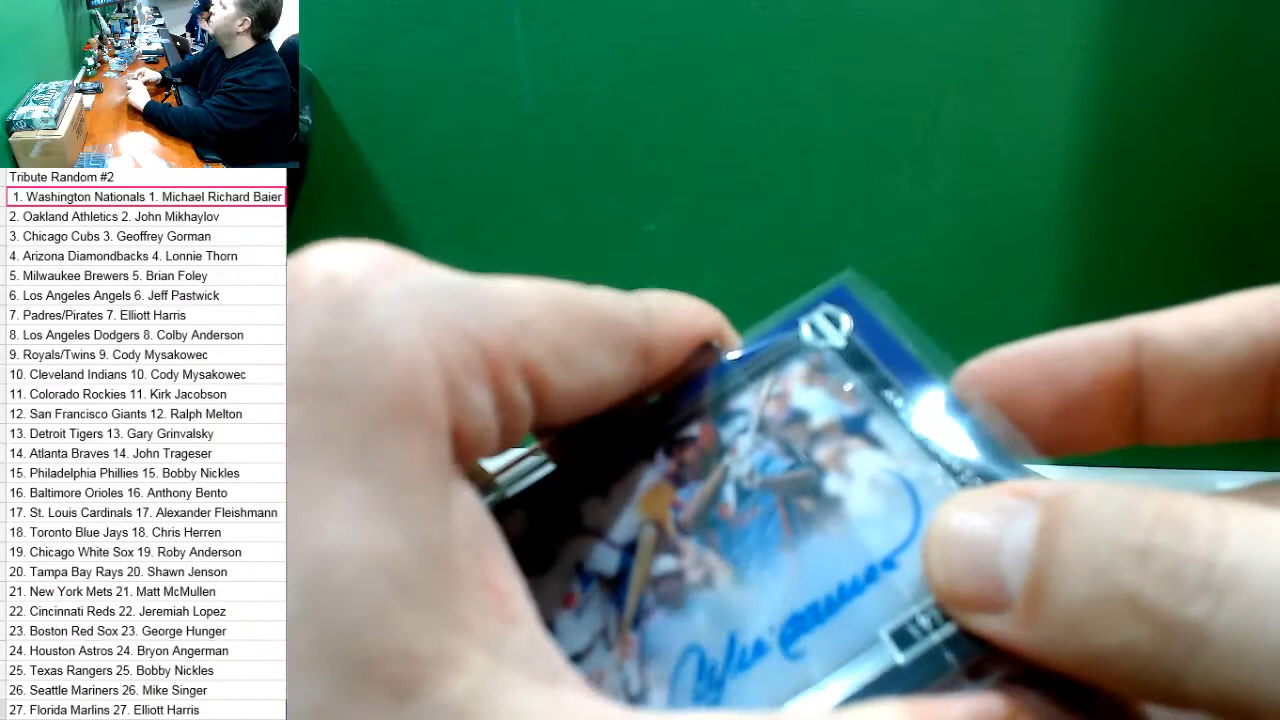 Tribute Random #2
1. Washington Nationals 1. Michael Richard Baier
2. Oakland Athletics 2. John Mikhaylov
3. Chicago Cubs 3. Geoffrey Gorman
4. Arizona Diamondbacks 4. Lonnie Thorn
5. Milwaukee Brewers 5. Brian Foley
6. Los Angeles Angels 6. Jeff Pastwick
7. Padres/Pirates 7. Elliott Harris
8. Los Angeles Dodgers 8. Colby Anderson
9. Royals/Twins 9. Cody Mysakowec
10. Cleveland Indians 10. Cody Mysakowec
11. Colorado Rockies 11. Kirk Jacobson
12. San Francisco Giants 12. Ralph Melton
13. Detroit Tigers 13. Gary Grinvalsky
14. Atlanta Braves 14. John Trageser
15. Philadelphia Phillies 15. Bobby Nickles
16. Baltimore Orioles 16. Anthony Bento
17. St. Louis Cardinals 17. Alexander Fleishmann
18. Toronto Blue Jays 18. Chris Herren
19. Chicago White Sox 19. Roby Anderson
20. Tampa Bay Rays 20. Shawn Jenson
21. New York Mets 21. Matt McMullen
22. Cincinnati Reds 22. Jeremiah Lopez
23. Boston Red Sox 23. George Hunger
24. Houston Astros 24. Bryon Angerman
25. Texas Rangers 25. Bobby Nickles
26. Seattle Mariners 26. Mike Singer
27. Florida Marlins 27. Elliott Harris